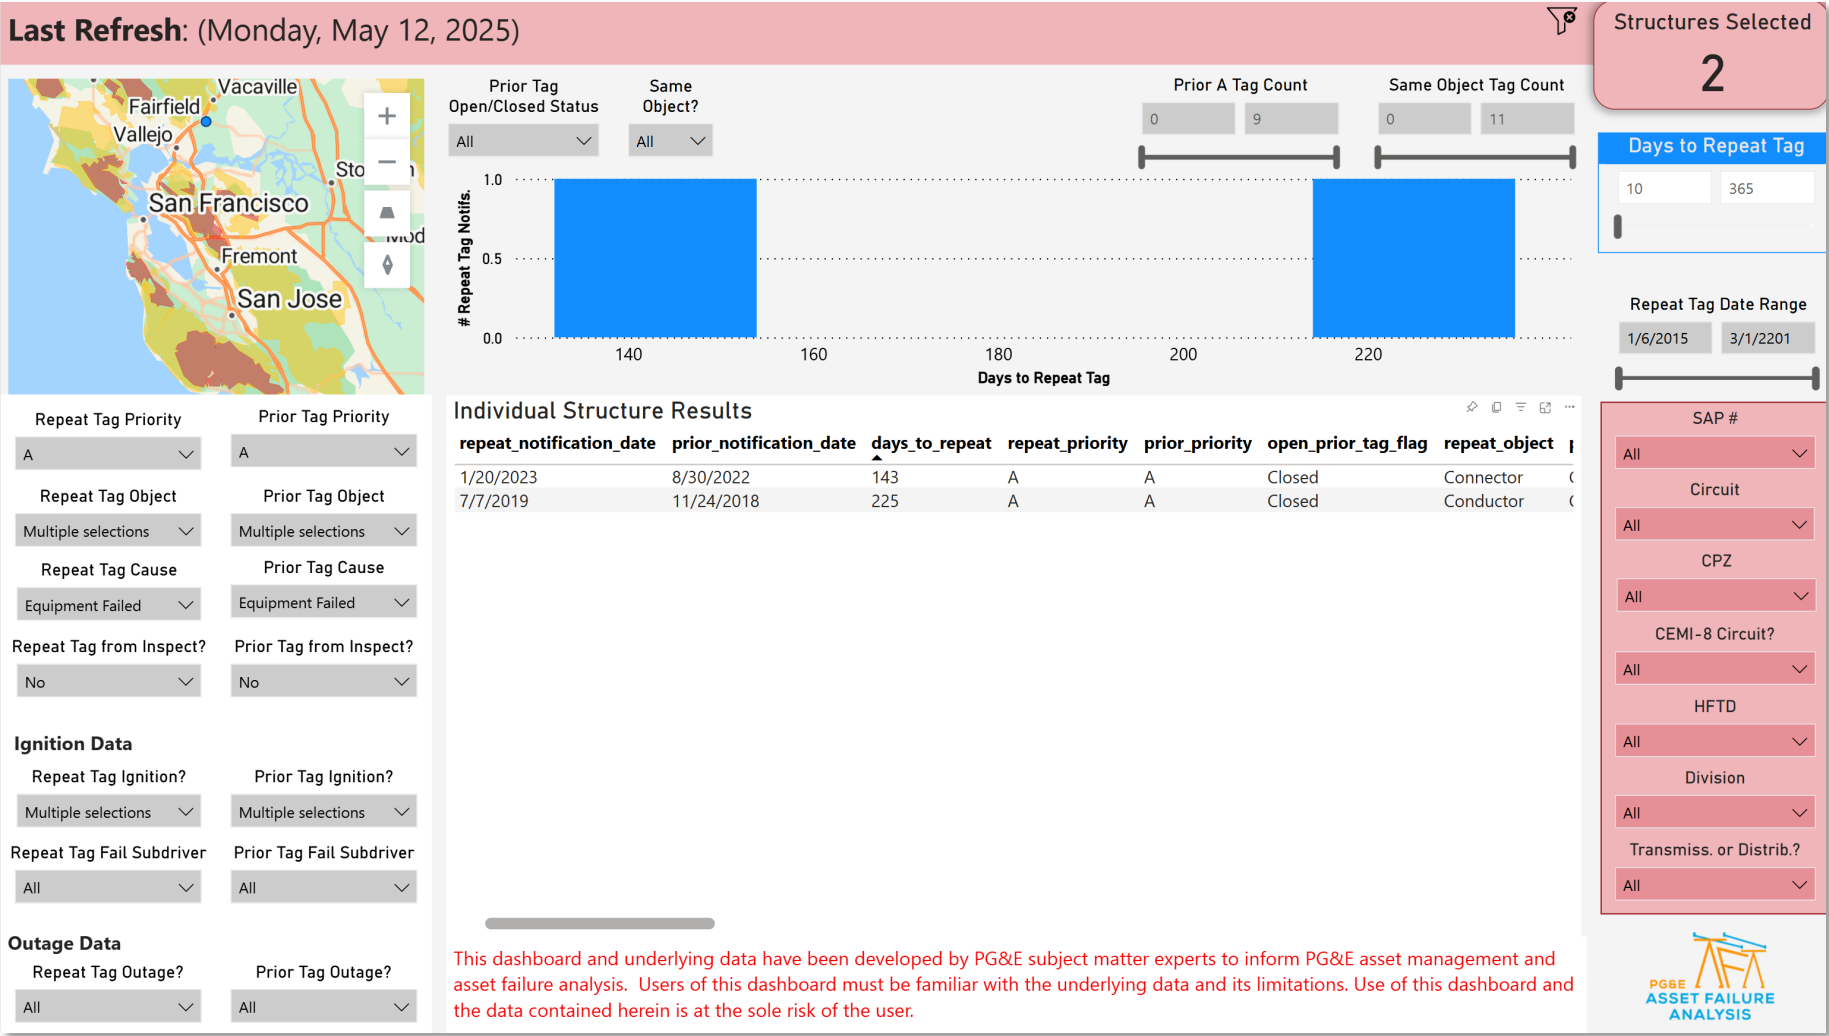 Last Refresh: (Monday, May 12, 2025)
Structures Selected
2
Vacaville
Fairfield
Vallejo
San Francisco
Fremont
San Jose
Prior Tag
Open/Closed Status
All
Same
Object?
All
Prior A Tag Count
0 9
Same Object Tag Count
0 11
Days to Repeat Tag
10 365
# Repeat Tag Notifs.
1.0
0.5
0.0
140 160 180 200 220
Days to Repeat Tag
Repeat Tag Date Range
1/6/2015 3/1/2201
Repeat Tag Priority Prior Tag Priority
A A
Repeat Tag Object Prior Tag Object
Multiple selections Multiple selections
Repeat Tag Cause Prior Tag Cause
Equipment Failed Equipment Failed
Repeat Tag from Inspect? Prior Tag from Inspect?
No No
Ignition Data
Repeat Tag Ignition? Prior Tag Ignition?
Multiple selections Multiple selections
Repeat Tag Fail Subdriver Prior Tag Fail Subdriver
All All
Outage Data
Repeat Tag Outage? Prior Tag Outage?
All All
Individual Structure Results
repeat_notification_date prior_notification_date days_to_repeat repeat_priority prior_priority open_prior_tag_flag repeat_object
1/20/2023 8/30/2022 143 A A Closed Connector
7/7/2019 11/24/2018 225 A A Closed Conductor
This dashboard and underlying data have been developed by PG&E subject matter experts to inform PG&E asset management and
asset failure analysis. Users of this dashboard must be familiar with the underlying data and its limitations. Use of this dashboard and
the data contained herein is at the sole risk of the user.
SAP #
All
Circuit
All
CPZ
All
CEMI-8 Circuit?
All
HFTD
All
Division
All
Transmiss. or Distrib.?
All
PG&E
ASSET FAILURE
ANALYSIS